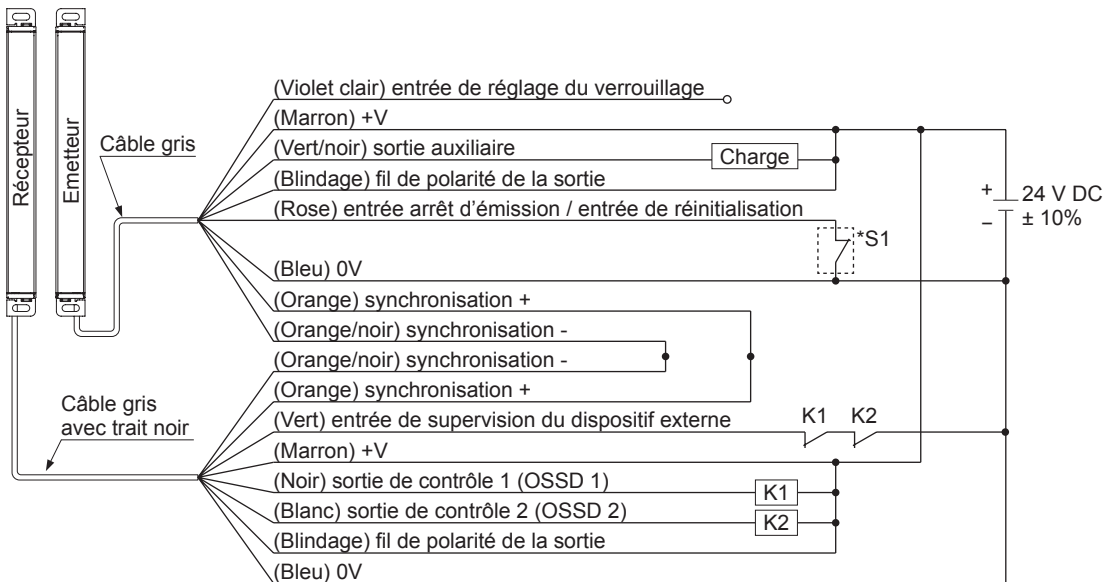 Récepteur
Emetteur
Câble gris
(Violet clair) entrée de réglage du verrouillage
(Marron) +V
(Vert/noir) sortie auxiliaire
Charge
(Blindage) fil de polarité de la sortie
(Rose) entrée arrêt d'émission / entrée de réinitialisation
+
−
24 V DC
± 10%
*S1
(Bleu) 0V
(Orange) synchronisation +
(Orange/noir) synchronisation -
(Orange/noir) synchronisation -
(Orange) synchronisation +
Câble gris
avec trait noir
(Vert) entrée de supervision du dispositif externe
K1
K2
(Marron) +V
(Noir) sortie de contrôle 1 (OSSD 1)
K1
(Blanc) sortie de contrôle 2 (OSSD 2)
K2
(Blindage) fil de polarité de la sortie
(Bleu) 0V